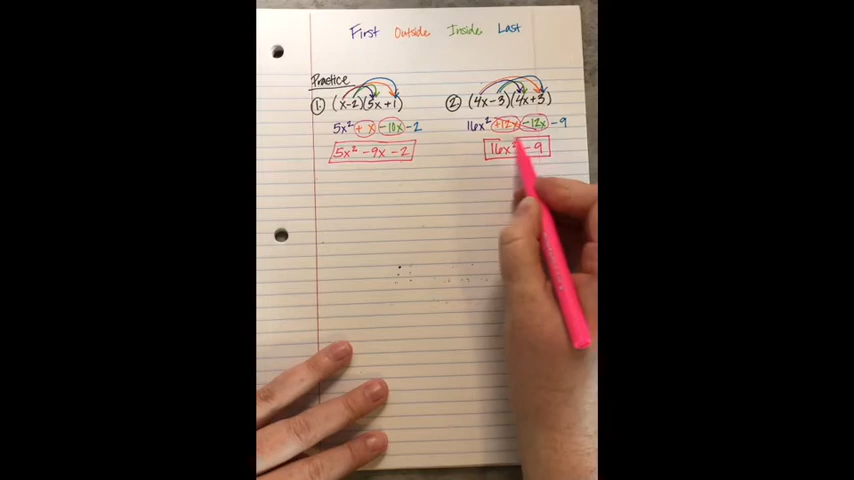 First Outside Inside Last
Practice
1. (x-2)(5x+1)
5x² + x -10x -2
5x² -9x -2
2. (4x-3)(4x+3)
16x² +12x -12x -9
16x² -9